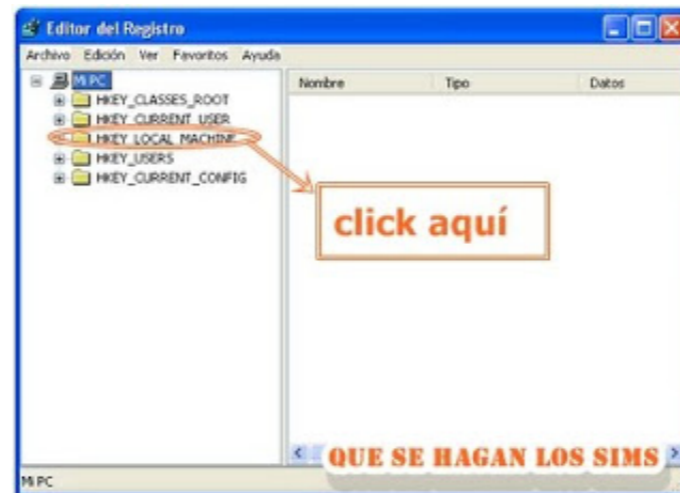 Editor del Registro
Archivo Edición Ver Favoritos Ayuda
Mi PC
HKEY_CLASSES_ROOT
HKEY_CURRENT_USER
HKEY_LOCAL_MACHINE
HKEY_USERS
HKEY_CURRENT_CONFIG
Nombre Tipo Datos
click aquí
QUE SE HAGAN LOS SIMS
Mi PC